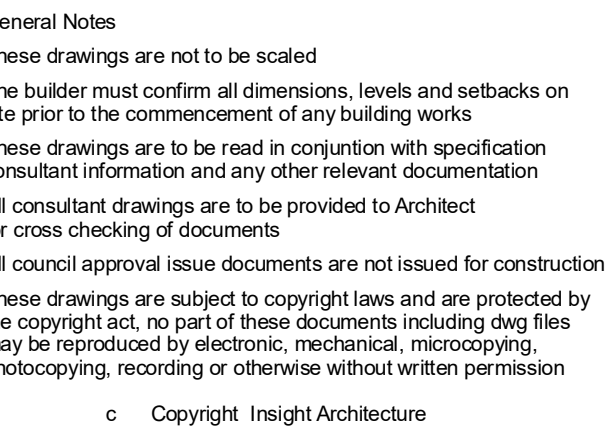 eneral Notes
hese drawings are not to be scaled
he builder must confirm all dimensions, levels and setbacks on
te prior to the commencement of any building works
hese drawings are to be read in conjuntion with specification
onsultant information and any other relevant documentation
ll consultant drawings are to be provided to Architect
r cross checking of documents
ll council approval issue documents are not issued for construction
hese drawings are subject to copyright laws and are protected by
e copyright act, no part of these documents including dwg files
ay be reproduced by electronic, mechanical, microcopying,
hotocopying, recording or otherwise without written permission
c Copyright Insight Architecture